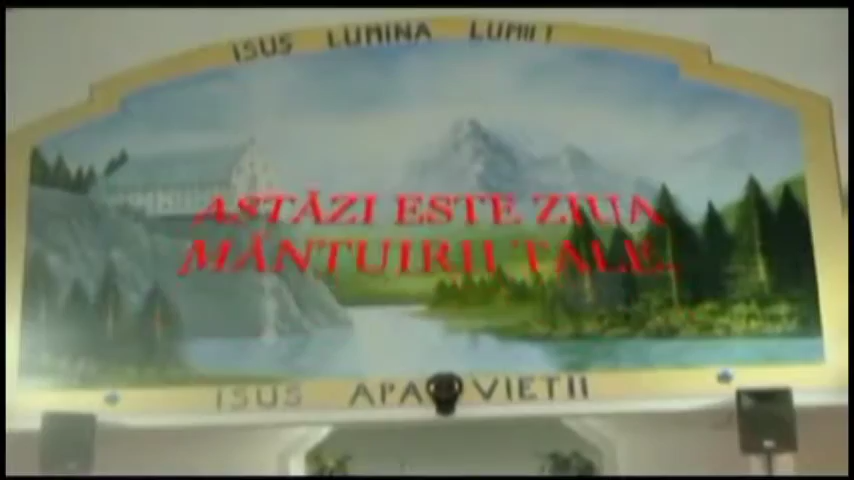 ISUS LUMINA LUMII !
ASTĂZI ESTE ZIUA
MÂNTUIRII TALE.
ISUS APA VIETII